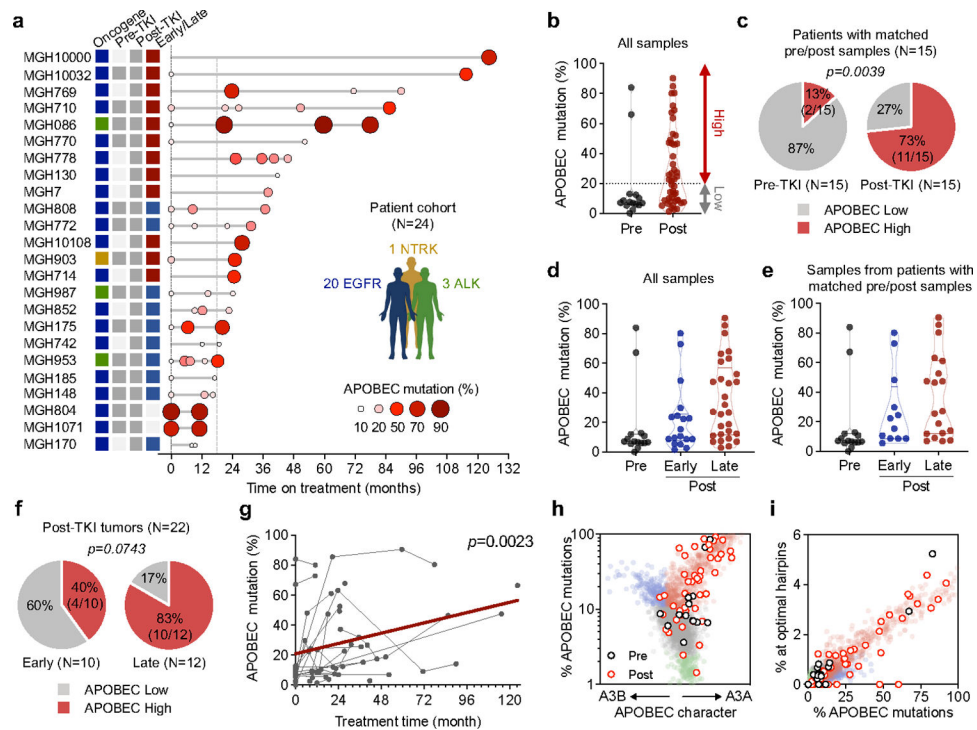 a
Oncogene
Pre-TKI
Post-TKI
Early/Late
MGH10000
MGH10032
MGH769
MGH710
MGH086
MGH770
MGH778
MGH130
MGH7
MGH808
MGH772
MGH10108
MGH903
MGH714
MGH987
MGH852
MGH175
MGH742
MGH953
MGH185
MGH148
MGH804
MGH1071
MGH170
Patient cohort
(N=24)
1 NTRK
20 EGFR
3 ALK
APOBEC mutation (%)
10 20 50 70 90
0 12 24 36 48 60 72 84 96 108 120 132
Time on treatment (months)
b
All samples
APOBEC mutation (%)
100
80
60
40
20
0
High
Low
Pre Post
c
Patients with matched
pre/post samples (N=15)
p=0.0039
13%
(2/15)
87%
27%
73%
(11/15)
Pre-TKI (N=15)
Post-TKI (N=15)
APOBEC Low
APOBEC High
d
All samples
APOBEC mutation (%)
100
80
60
40
20
0
Pre Early Late
Post
e
Samples from patients with
matched pre/post samples
APOBEC mutation (%)
100
80
60
40
20
0
Pre Early Late
Post
f
Post-TKI tumors (N=22)
p=0.0743
60%
40%
(4/10)
17%
83%
(10/12)
Early (N=10)
Late (N=12)
APOBEC Low
APOBEC High
g
APOBEC mutation (%)
100
80
60
40
20
0
p=0.0023
0 24 48 72 96 120
Treatment time (month)
h
% APOBEC mutations
100
10
1
Pre
Post
A3B
A3A
APOBEC character
i
% at optimal hairpins
6
4
2
0
0 25 50 75 100
% APOBEC mutations